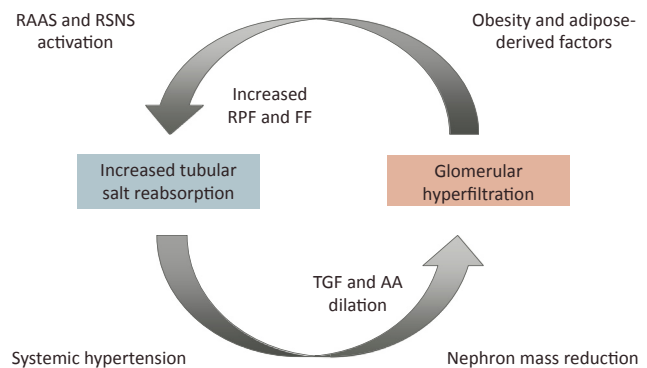 RAAS and RSNS
activation
Obesity and adipose-
derived factors
Increased
RPF and FF
Increased tubular
salt reabsorption
Glomerular
hyperfiltration
TGF and AA
dilation
Systemic hypertension
Nephron mass reduction